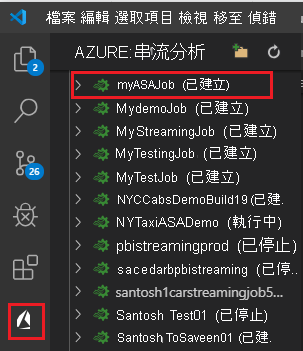 檔案 編輯 選取項目 檢視 移至 偵錯
AZURE:串流分析
myASAJob (已建立)
MydemoJob (已建立)
MyStreamingJob (已建立)
MyTestingJob (已建立)
MyTestJob (已建立)
NYCCabsDemoBuild19 (已建.
NYTaxiASADemo (執行中)
pbistreamingprod (已停止)
sacedarbpbistreaming (已停..
santosh1carstreamingjob5...
Santosh Test01 (已停止)
Santosh ToSaveen01 (已建.
2
26